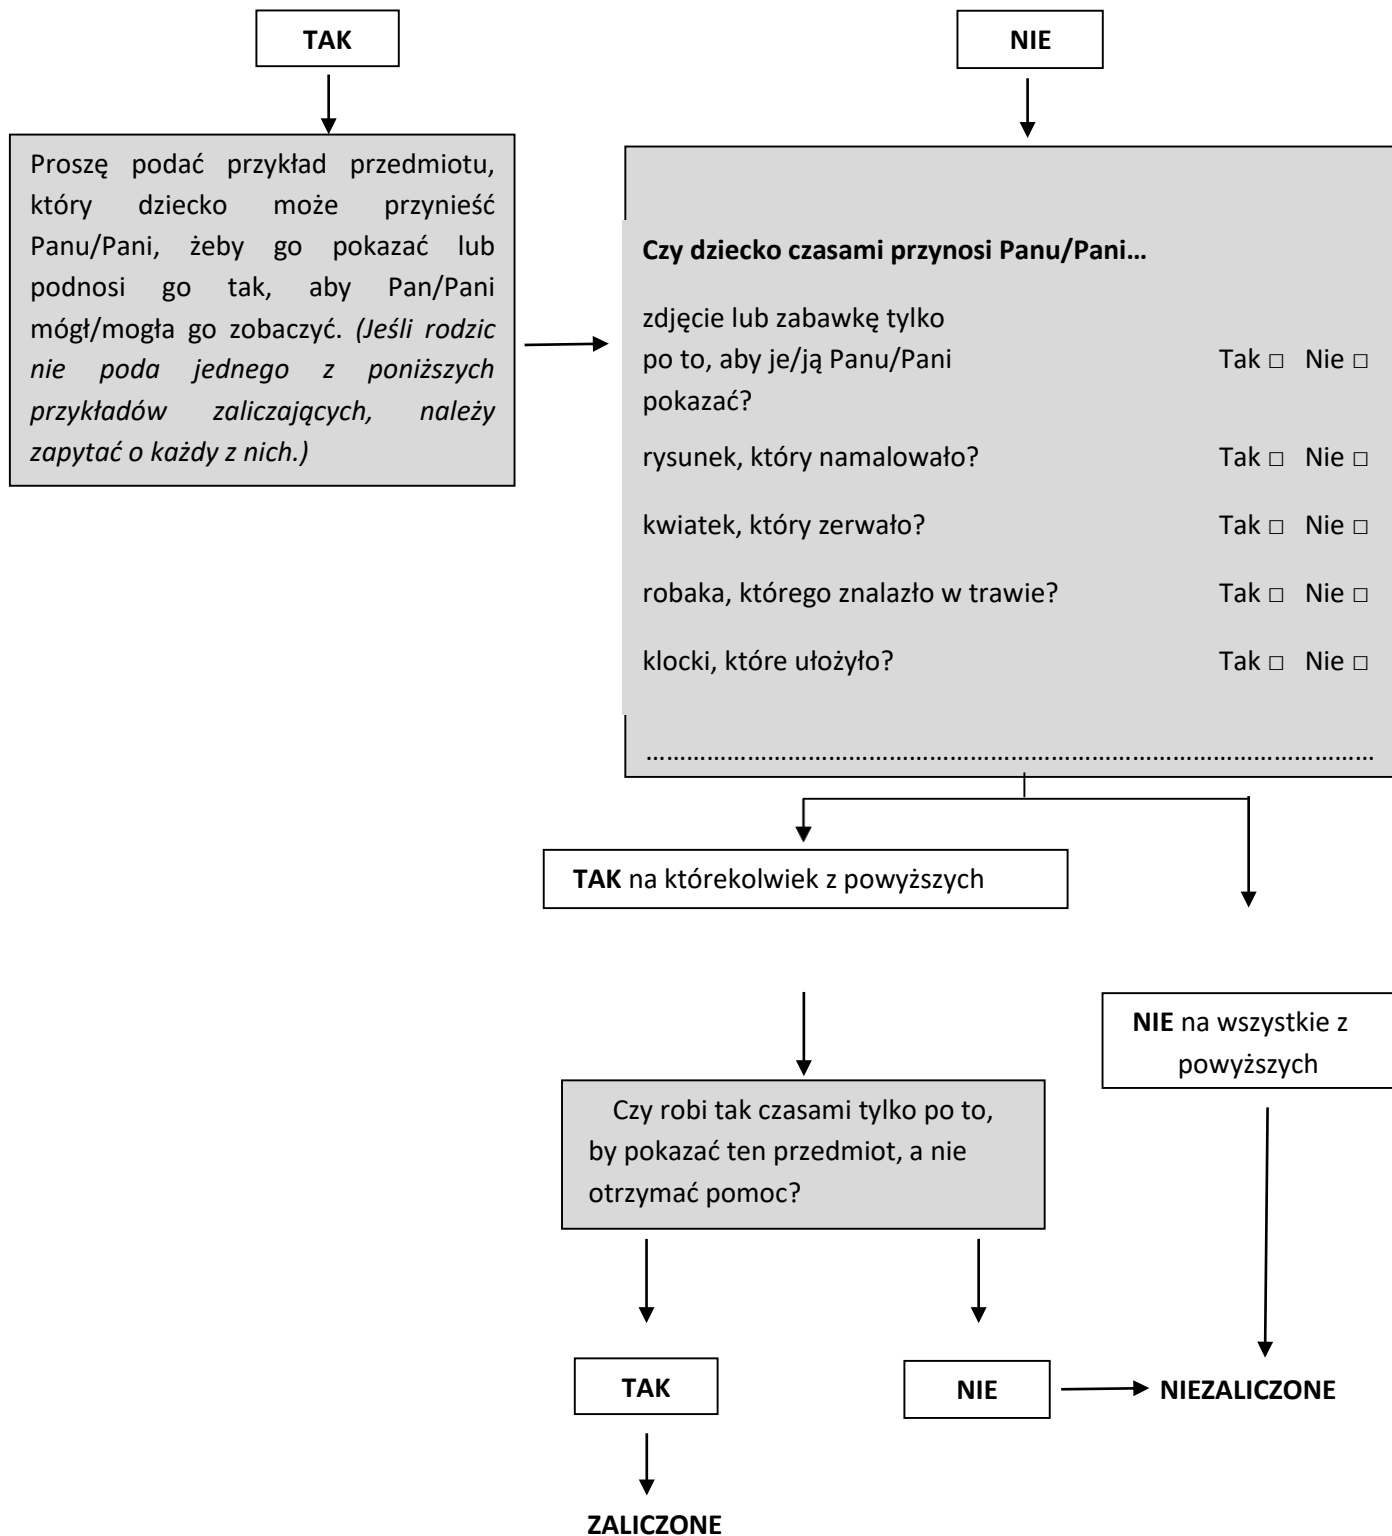 TAK
NIE
Proszę podać przykład przedmiotu,
który dziecko może przynieść
Panu/Pani, żeby go pokazać lub
podnosi go tak, aby Pan/Pani
mógł/mogła go zobaczyć. (Jeśli rodzic
nie poda jednego z poniższych
przykładów zaliczających, należy
zapytać o każdy z nich.)
Czy dziecko czasami przynosi Panu/Pani…
zdjęcie lub zabawkę tylko
po to, aby je/ją Panu/Pani Tak □ Nie □
pokazać?
rysunek, który namalowało? Tak □ Nie □
kwiatek, który zerwało? Tak □ Nie □
robaka, którego znalazło w trawie? Tak □ Nie □
klocki, które ułożyło? Tak □ Nie □
………………………………………………………………………………………………
TAK na którekolwiek z powyższych
NIE na wszystkie z
powyższych
Czy robi tak czasami tylko po to,
by pokazać ten przedmiot, a nie
otrzymać pomoc?
TAK
NIE
NIEZALICZONE
ZALICZONE